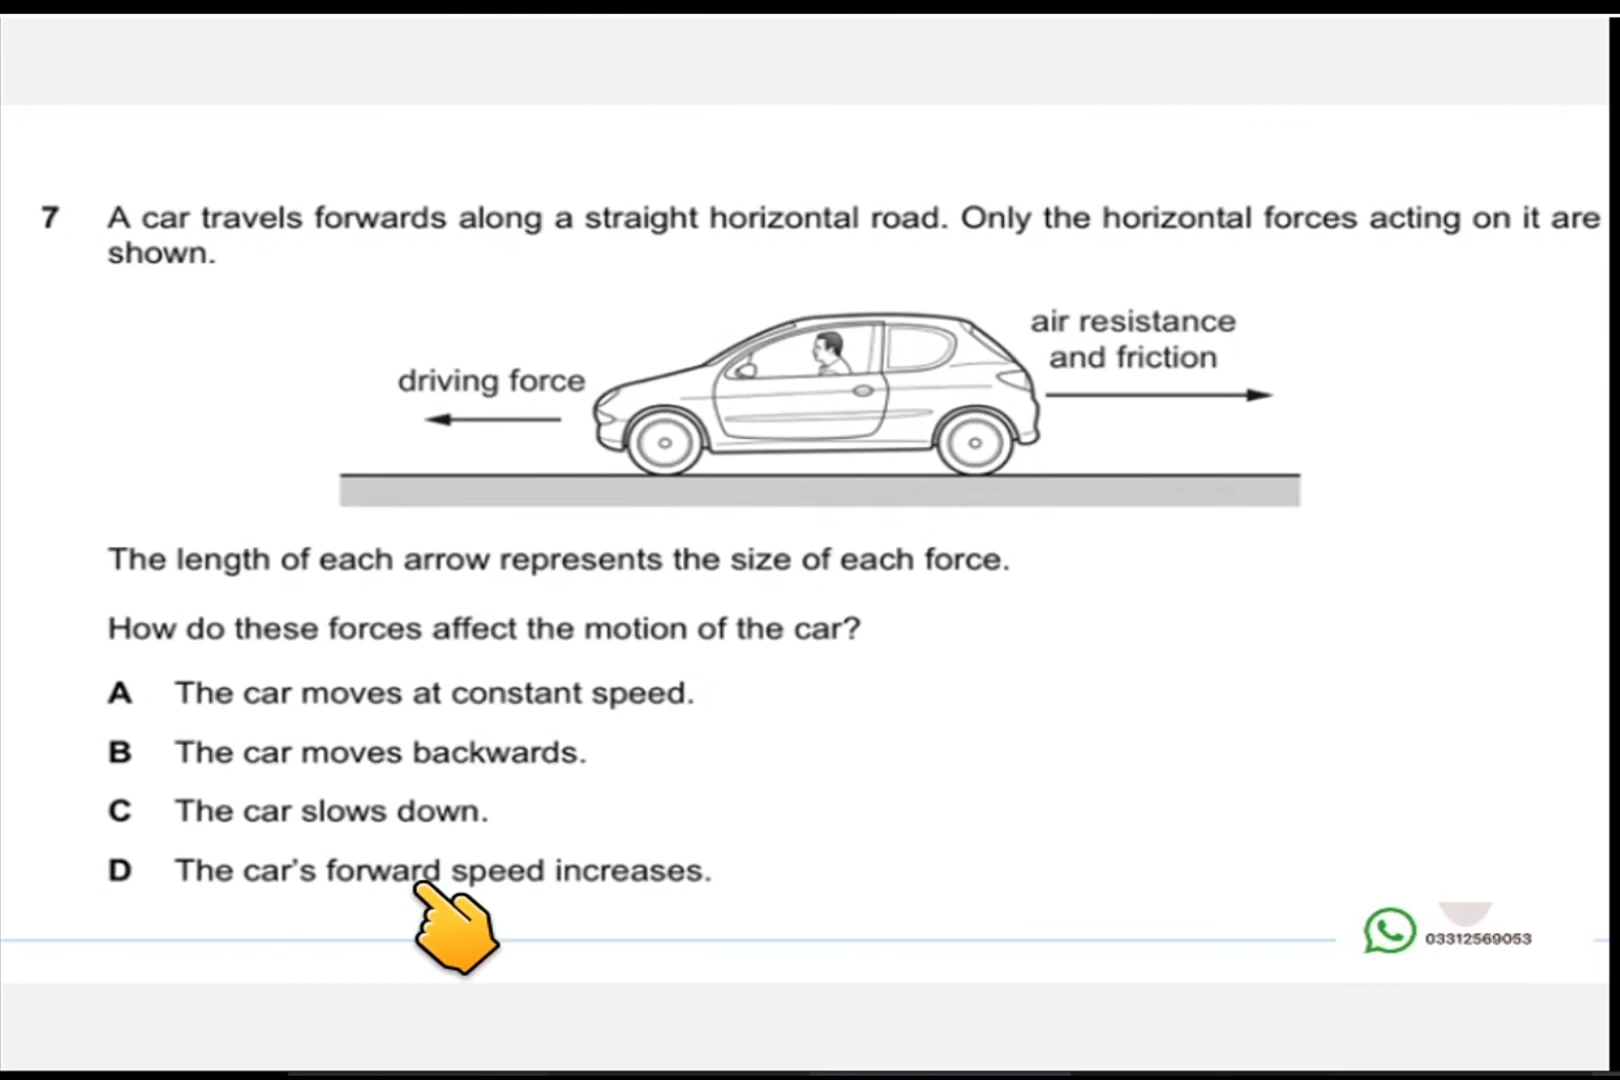 7 A car travels forwards along a straight horizontal road. Only the horizontal forces acting on it are
shown.
air resistance
and friction
driving force
The length of each arrow represents the size of each force.
How do these forces affect the motion of the car?
A The car moves at constant speed.
B The car moves backwards.
C The car slows down.
D The car's forward speed increases.
03312569053